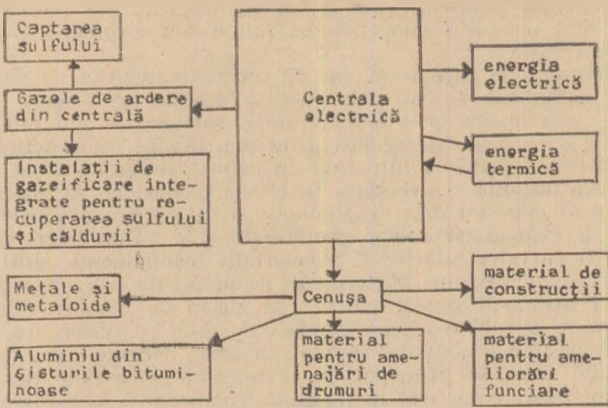 Captarea
sulfului
Gazele de ardere
din centrală
Instalații de
gazeificare inte-
grate pentru re-
cuperarea sulfului
și căldurii
Centrala
electrică
energia
electrică
energia
termică
Metale și
metaloide
Cenușa
material de
construcții
Aluminiu din
șisturile bitumi-
noase
material
pentru ame-
najări de
drumuri
material
pentru ame-
liorări
funciare